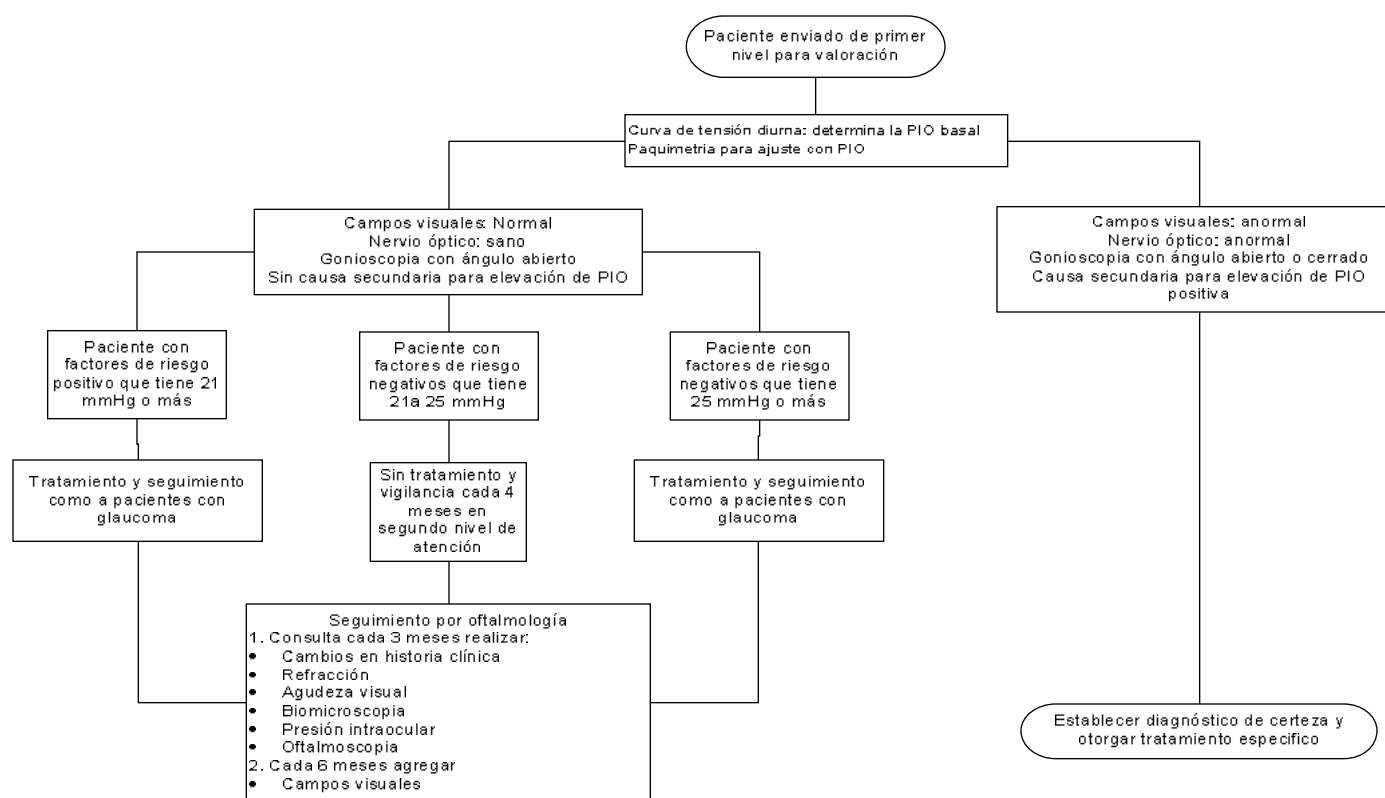 Paciente enviado de primer
nivel para valoración
Curva de tensión diurna: determina la PIO basal
Paquimetria para ajuste con PIO
Campos visuales: Normal
Nervio óptico: sano
Gonioscopia con ángulo abierto
Sin causa secundaria para elevación de PIO
Campos visuales: anormal
Nervio óptico: anormal
Gonioscopia con ángulo abierto o cerrado
Causa secundaria para elevación de PIO
positiva
Paciente con
factores de riesgo
positivo que tiene 21
mmHg o más
Paciente con
factores de riesgo
negativos que tiene
21a 25 mmHg
Paciente con
factores de riesgo
negativos que tiene
25 mmHg o más
Tratamiento y seguimiento
como a pacientes con
glaucoma
Sin tratamiento y
vigilancia cada 4
meses en
segundo nivel de
atención
Tratamiento y seguimiento
como a pacientes con
glaucoma
Seguimiento por oftalmología
1. Consulta cada 3 meses realizar:
• Cambios en historia clínica
• Refracción
• Agudeza visual
• Biomicroscopia
• Presión intraocular
• Oftalmoscopia
2. Cada 6 meses agregar
• Campos visuales
Establecer diagnóstico de certeza y
otorgar tratamiento especifico